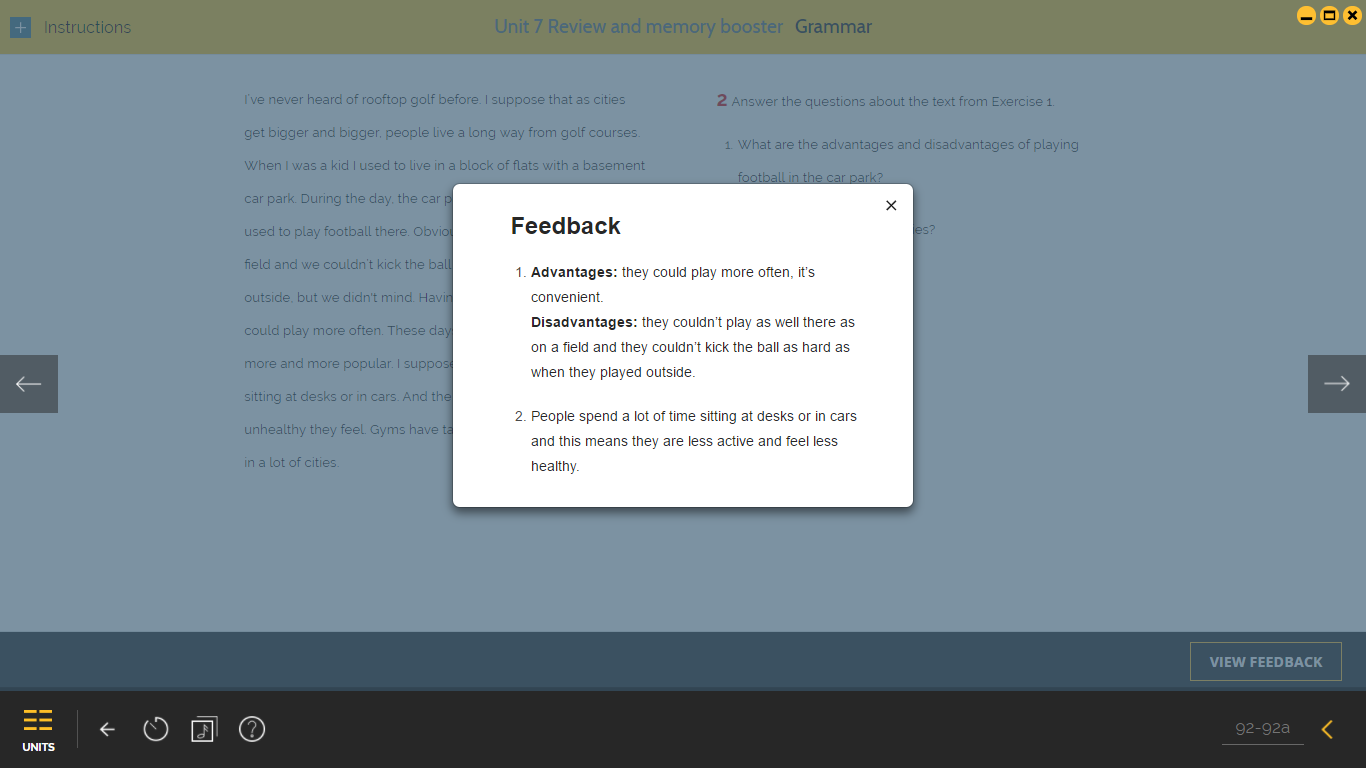 Instructions
Unit 7 Review and memory booster Grammar
I've never heard of rooftop golf before. I suppose that as cities
get bigger and bigger, people live a long way from golf courses.
When I was a kid I used to live in a block of flats with a basement
car park. During the day, the car p
used to play football there. Obviou
field and we couldn't kick the ball
outside, but we didn't mind. Havin
could play more often. These day
more and more popular. I suppose
sitting at desks or in cars. And the
unhealthy they feel. Gyms have ta
in a lot of cities.
2 Answer the questions about the text from Exercise 1.
1. What are the advantages and disadvantages of playing
football in the car park?
es?
Feedback
1. Advantages: they could play more often, it's
convenient.
Disadvantages: they couldn't play as well there as
on a field and they couldn't kick the ball as hard as
when they played outside.
2. People spend a lot of time sitting at desks or in cars
and this means they are less active and feel less
healthy.
VIEW FEEDBACK
UNITS
92-92a